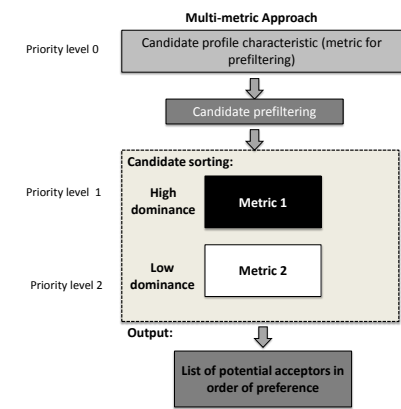 Multi-metric Approach
Priority level 0
Candidate profile characteristic (metric for
prefiltering)
Candidate prefiltering
Candidate sorting:
Priority level 1
High
dominance
Metric 1
Low
dominance
Metric 2
Priority level 2
Output:
List of potential acceptors in
order of preference